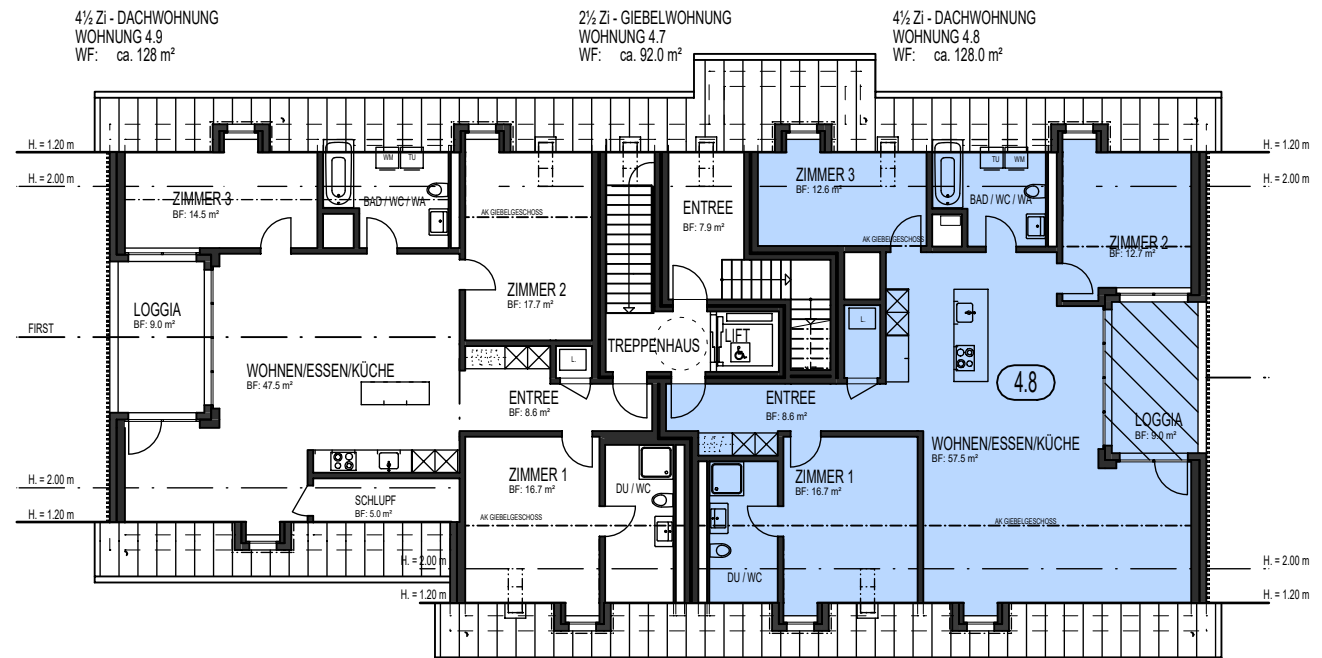 4½ Zi - DACHWOHNUNG
WOHNUNG 4.9
WF: ca. 128 m²
2½ Zi - GIEBELWOHNUNG
WOHNUNG 4.7
WF: ca. 92.0 m²
4½ Zi - DACHWOHNUNG
WOHNUNG 4.8
WF: ca. 128.0 m²
H. = 1.20 m
H. = 2.00 m
H. = 1.20 m
H. = 2.00 m
ZIMMER 3
BF: 14.5 m²
WM
TU
BAD / WC / WA
AK GIEBELGESCHOSS
ENTREE
BF: 7.9 m²
ZIMMER 3
BF: 12.6 m²
AK GIEBELGESCHOSS
TU
WM
BAD / WC / WA
ZIMMER 2
BF: 12.7 m²
ZIMMER 2
BF: 17.7 m²
LOGGIA
BF: 9.0 m²
FIRST
TREPPENHAUS
LIFT
L.
L.
WOHNEN/ESSEN/KÜCHE
BF: 47.5 m²
ENTREE
BF: 8.6 m²
ENTREE
BF: 8.6 m²
4.8
LOGGIA
BF: 9.0 m²
WOHNEN/ESSEN/KÜCHE
BF: 57.5 m²
ZIMMER 1
BF: 16.7 m²
DU / WC
ZIMMER 1
BF: 16.7 m²
DU / WC
SCHLUPF
BF: 5.0 m²
AK GIEBELGESCHOSS
AK GIEBELGESCHOSS
H. = 2.00 m
H. = 1.20 m
H. = 2.00 m
H. = 1.20 m
H. = 2.00 m
H. = 1.20 m